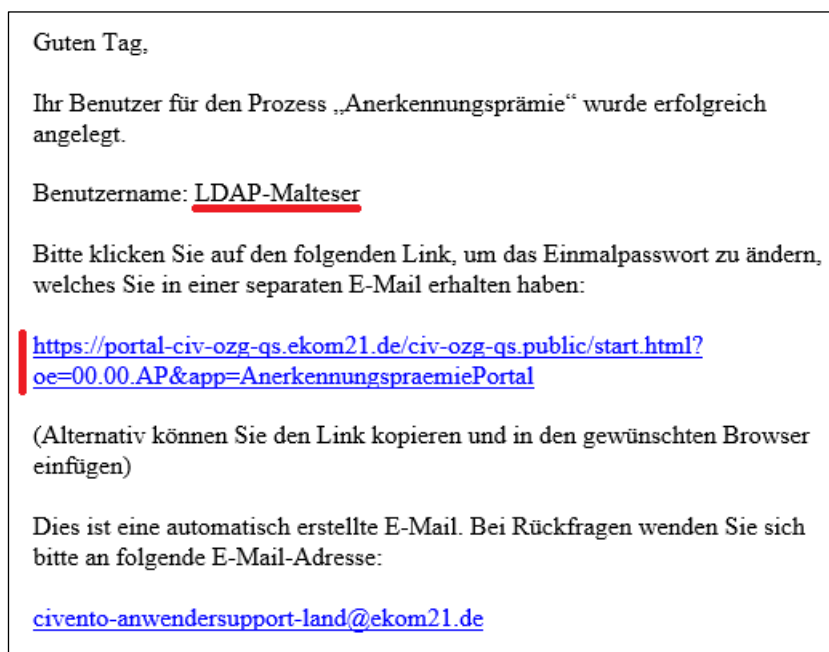 Guten Tag,
Ihr Benutzer für den Prozess „Anerkennungsprämie“ wurde erfolgreich
angelegt.
Benutzername: LDAP-Malteser
Bitte klicken Sie auf den folgenden Link, um das Einmalpasswort zu ändern,
welches Sie in einer separaten E-Mail erhalten haben:
https://portal-civ-ozg-qs.ekom21.de/civ-ozg-qs.public/start.html?
oe=00.00.AP&app=AnerkennungspraemiePortal
(Alternativ können Sie den Link kopieren und in den gewünschten Browser
einfügen)
Dies ist eine automatisch erstellte E-Mail. Bei Rückfragen wenden Sie sich
bitte an folgende E-Mail-Adresse:
civento-anwendersupport-land@ekom21.de